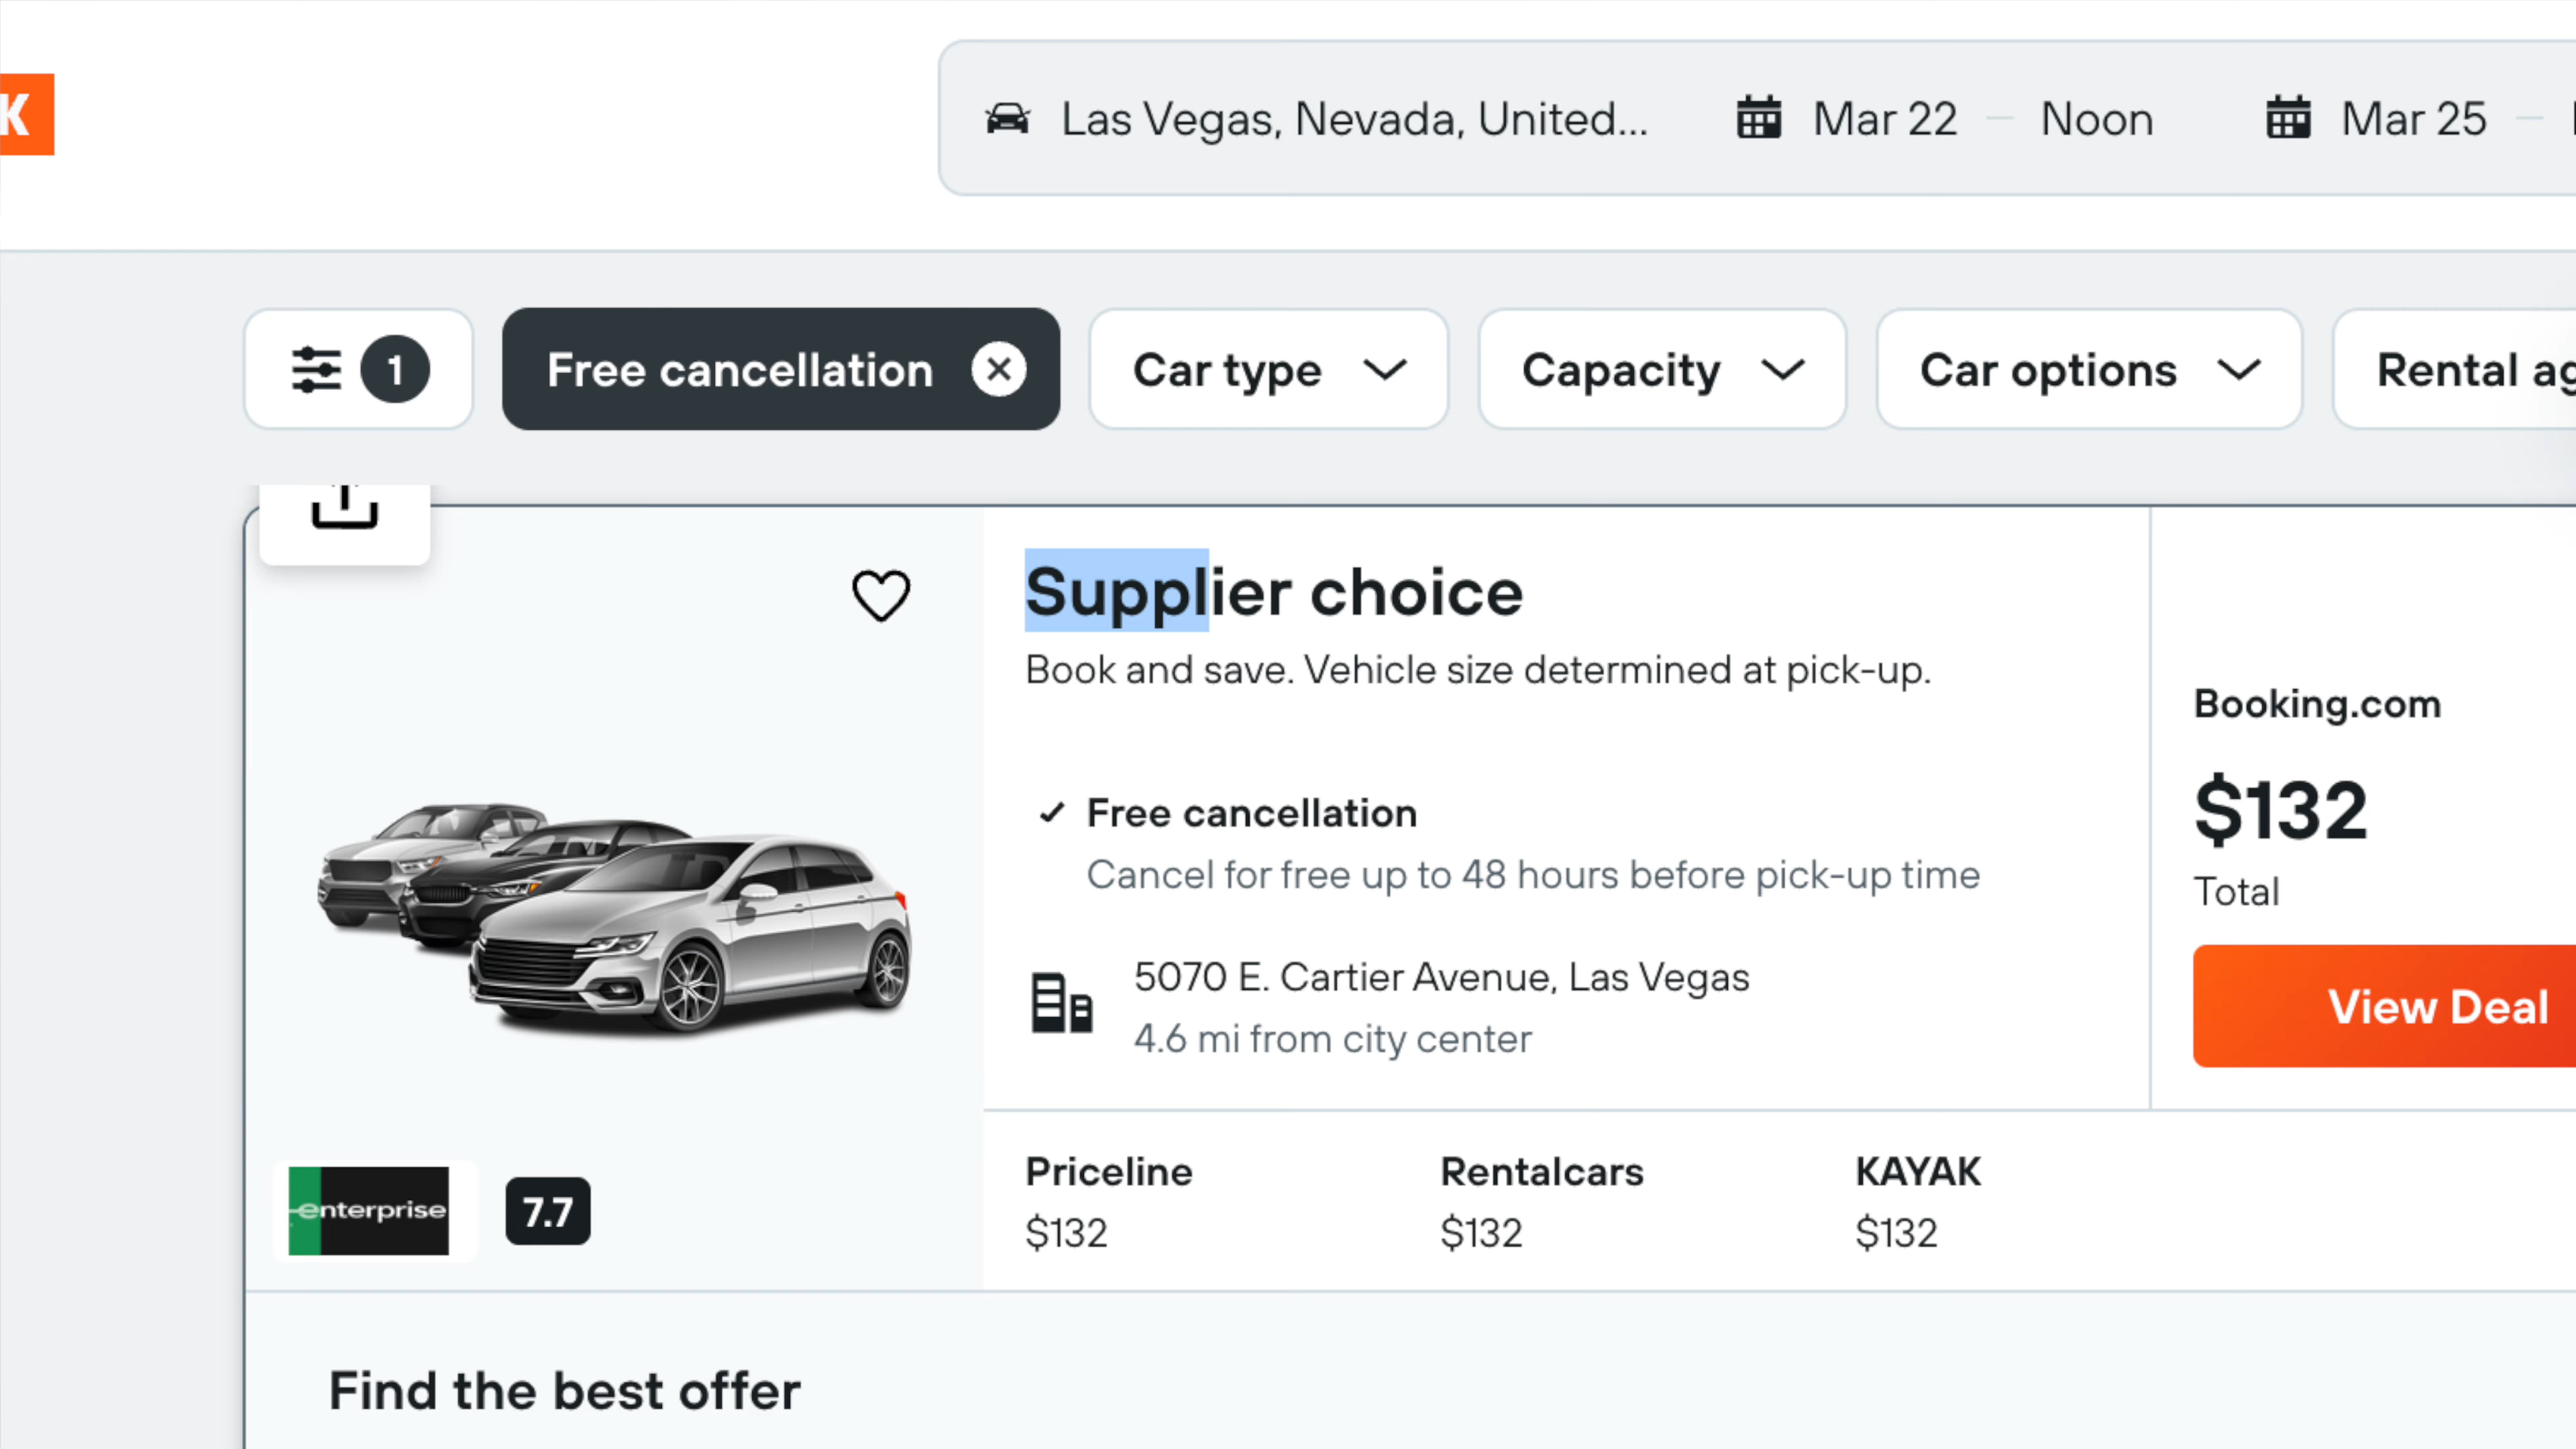 K
Las Vegas, Nevada, United...
Mar 22 – Noon
Mar 25 –
1
Free cancellation
Car type
Capacity
Car options
Rental ag
Supplier choice
Book and save. Vehicle size determined at pick-up.
Free cancellation
Cancel for free up to 48 hours before pick-up time
5070 E. Cartier Avenue, Las Vegas
4.6 mi from city center
Booking.com
$132
Total
View Deal
enterprise
7.7
Priceline
$132
Rentalcars
$132
KAYAK
$132
Find the best offer